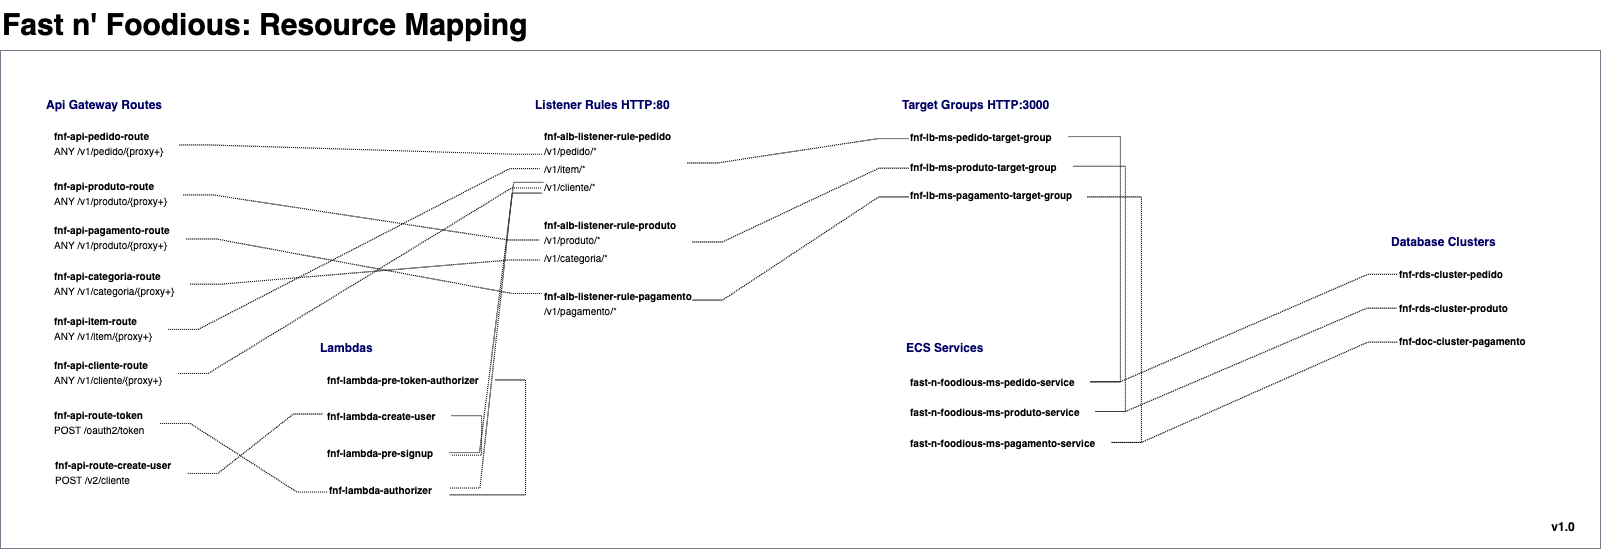 Fast n' Foodious: Resource Mapping
Api Gateway Routes
fnf-api-pedido-route
ANY /v1/pedido/{proxy+}
fnf-api-produto-route
ANY /v1/produto/{proxy+}
fnf-api-pagamento-route
ANY /v1/produto/{proxy+}
fnf-api-categoria-route
ANY /v1/categoria/{proxy+}
fnf-api-item-route
ANY /v1/item/{proxy+}
fnf-api-cliente-route
ANY /v1/cliente/{proxy+}
fnf-api-route-token
POST /oauth2/token
fnf-api-route-create-user
POST /v2/cliente
Lambdas
fnf-lambda-pre-token-authorizer
fnf-lambda-create-user
fnf-lambda-pre-signup
fnf-lambda-authorizer
Listener Rules HTTP:80
fnf-alb-listener-rule-pedido
/v1/pedido/*
/v1/item/*
/v1/cliente/*
fnf-alb-listener-rule-produto
/v1/produto/*
/v1/categoria/*
fnf-alb-listener-rule-pagamento
/v1/pagamento/*
Target Groups HTTP:3000
fnf-lb-ms-pedido-target-group
fnf-lb-ms-produto-target-group
fnf-lb-ms-pagamento-target-group
ECS Services
fast-n-foodious-ms-pedido-service
fast-n-foodious-ms-produto-service
fast-n-foodious-ms-pagamento-service
Database Clusters
fnf-rds-cluster-pedido
fnf-rds-cluster-produto
fnf-doc-cluster-pagamento
v1.0